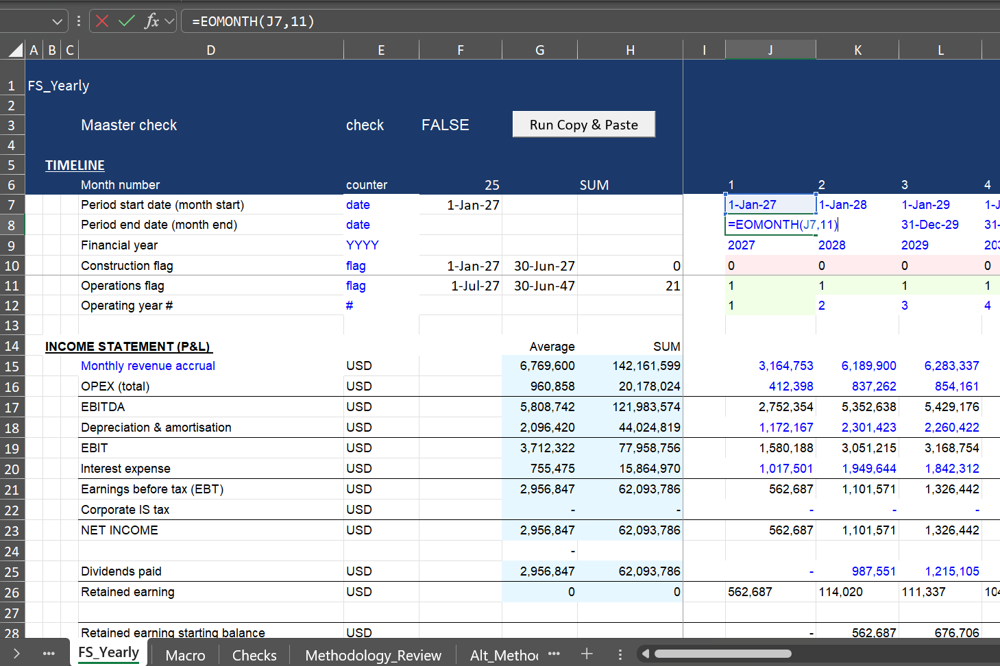 =EOMONTH(J7,11)
A B C D E F G H I J K L
1 FS_Yearly
2
3 Maaster check check FALSE Run Copy & Paste
4
5 TIMELINE
6 Month number counter 25 SUM 1 2 3 4
7 Period start date (month start) date 1-Jan-27 1-Jan-27 1-Jan-28 1-Jan-29 1-J
8 Period end date (month end) date =EOMONTH(J7,11) 31-Dec-29 31-
9 Financial year YYYY 2027 2028 2029 203
10 Construction flag flag 1-Jan-27 30-Jun-27 0 0 0 0 0
11 Operations flag flag 1-Jul-27 30-Jun-47 21 1 1 1 1
12 Operating year # # 1 2 3 4
13
14 INCOME STATEMENT (P&L) Average SUM
15 Monthly revenue accrual USD 6,769,600 142,161,599 3,164,753 6,189,900 6,283,337
16 OPEX (total) USD 960,858 20,178,024 412,398 837,262 854,161
17 EBITDA USD 5,808,742 121,983,574 2,752,354 5,352,638 5,429,176
18 Depreciation & amortisation USD 2,096,420 44,024,819 1,172,167 2,301,423 2,260,422
19 EBIT USD 3,712,322 77,958,756 1,580,188 3,051,215 3,168,754
20 Interest expense USD 755,475 15,864,970 1,017,501 1,949,644 1,842,312
21 Earnings before tax (EBT) USD 2,956,847 62,093,786 562,687 1,101,571 1,326,442
22 Corporate IS tax USD - - - - -
23 NET INCOME USD 2,956,847 62,093,786 562,687 1,101,571 1,326,442
24 -
25 Dividends paid USD 2,956,847 62,093,786 - 987,551 1,215,105
26 Retained earning USD 0 0 562,687 114,020 111,337 104
27
28 Retained earning starting balance USD - 562,687 676,706
FS_Yearly Macro Checks Methodology_Review Alt_Method